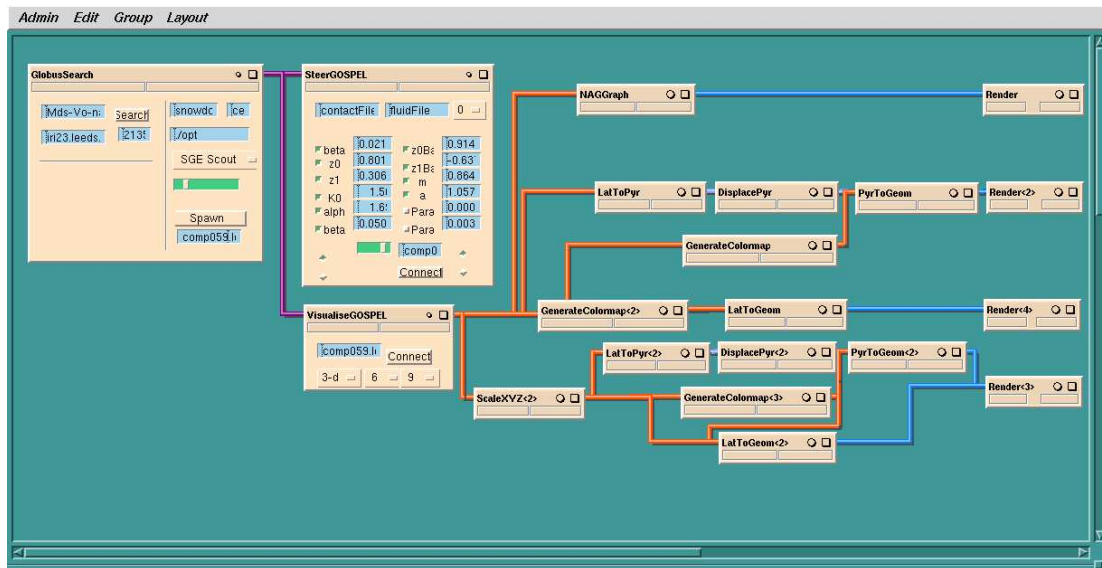 Admin Edit Group Layout
GlobusSearch
Mds-Vo-na
Search
snowdc
ce
iri23.leeds.
2135
/opt
SGE Scout
Spawn
comp059.l
SteerGOSPEL
contactFile
fluidFile
0
beta 0.021
z0 0.801
z1 0.306
K0 1.50
alph
beta 0.050
z0Ba 0.914
z1Ba -0.63
m 0.864
a 1.057
Para 0.000
Para 0.003
comp0
Connect
VisualiseGOSPEL
comp059.l
Connect
3-d 6 9
NAGGraph
Render
LatToPyr
DisplacePyr
PyrToGeom
Render<2>
GenerateColormap
GenerateColormap<2>
LatToGeom
Render<4>
LatToPyr<2>
DisplacePyr<2>
PyrToGeom<2>
Render<3>
ScaleXYZ<2>
GenerateColormap<3>
LatToGeom<2>